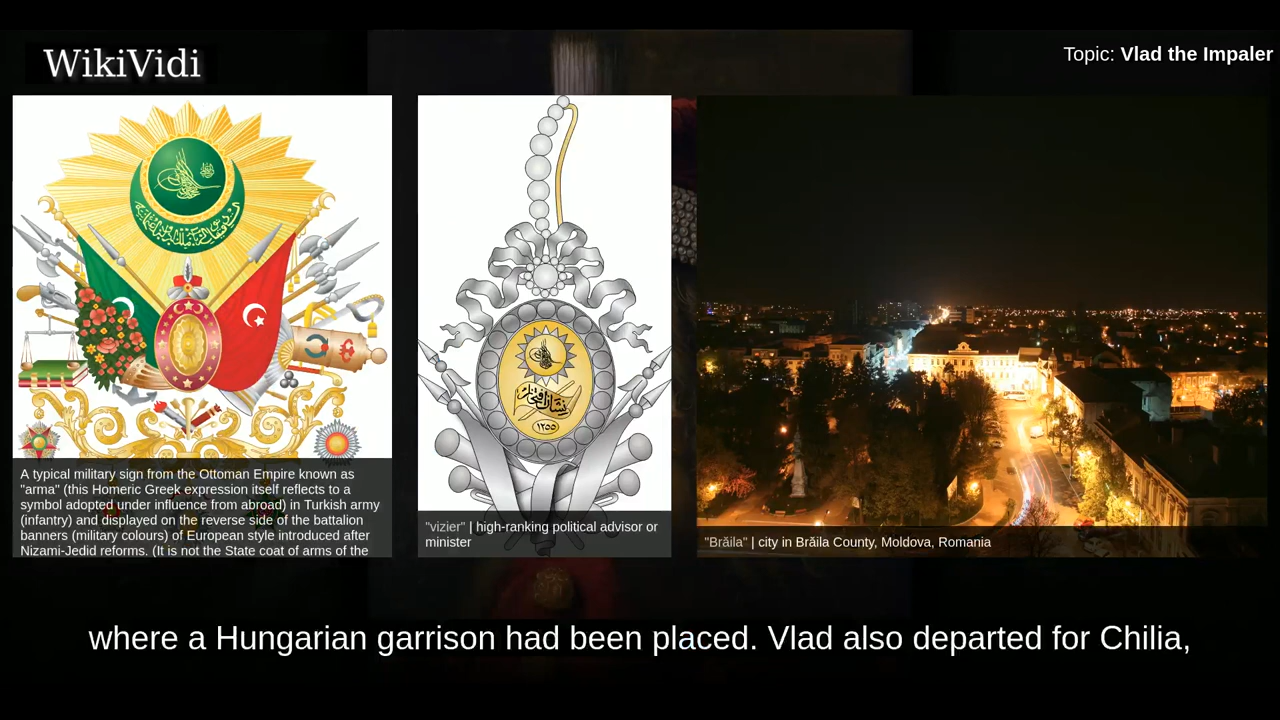 WikiVidi
Topic: Vlad the Impaler
A typical military sign from the Ottoman Empire known as
"arma" (this Homeric Greek expression itself reflects to a
symbol adopted under influence from abroad) in Turkish army
(infantry) and displayed on the reverse side of the battalion
banners (military colours) of European style introduced after
Nizami-Jedid reforms. (It is not the State coat of arms of the
١٢٥٥
"vizier" | high-ranking political advisor or
minister
"Brăila" | city in Brăila County, Moldova, Romania
where a Hungarian garrison had been placed. Vlad also departed for Chilia,